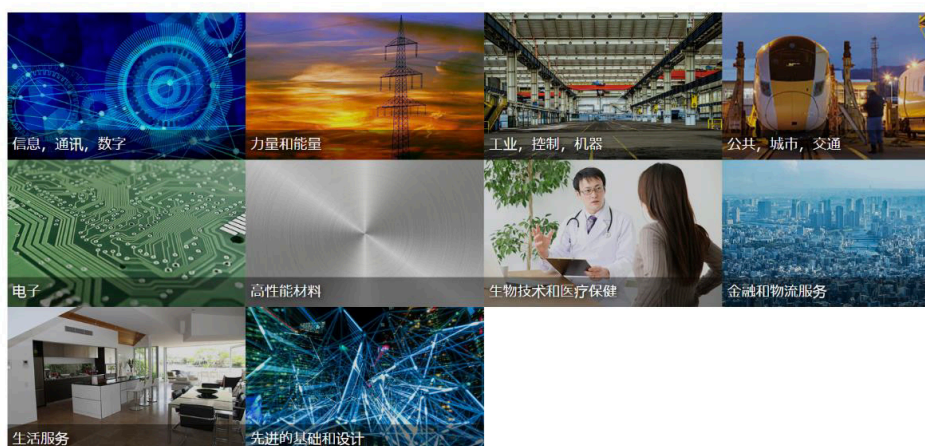 信息，通讯，数字
力量和能量
工业，控制，机器
公共，城市，交通
电子
高性能材料
生物技术和医疗保健
金融和物流服务
生活服务
先进的基础和设计